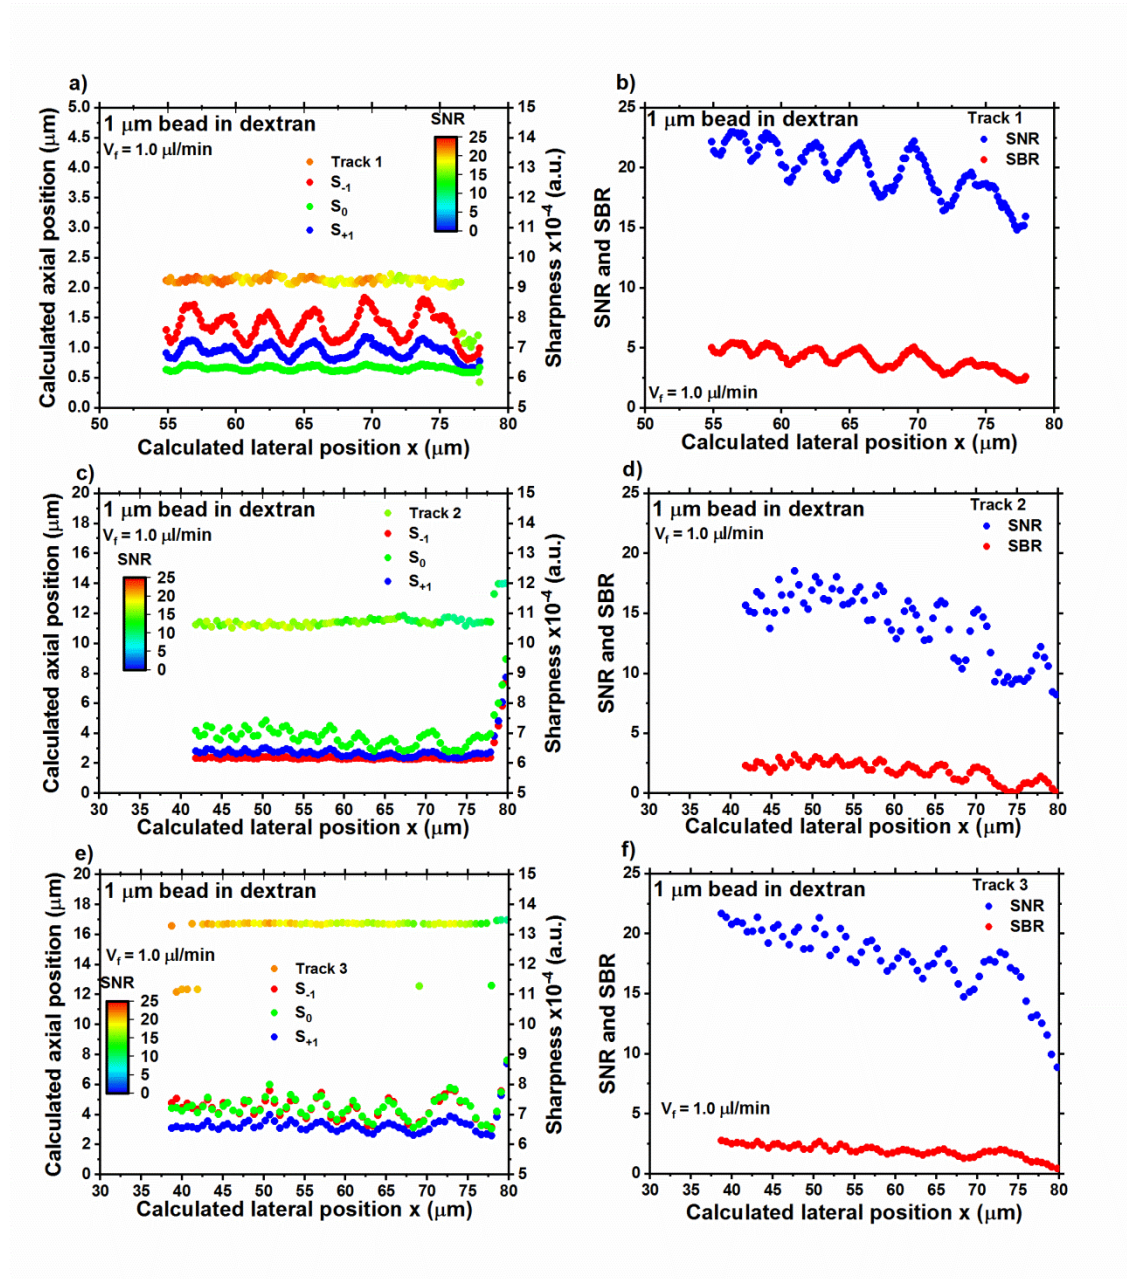 a)
1 μm bead in dextran
V_f = 1.0 μl/min
SNR
25
20
15
10
5
0
Track 1
S_-1
S_0
S_+1
5.0
4.5
4.0
3.5
3.0
2.5
2.0
1.5
1.0
0.5
0.0
Calculated axial position (μm)
15
14
13
12
11
10
9
8
7
6
5
Sharpness x10^-4 (a.u.)
50 55 60 65 70 75 80
Calculated lateral position x (μm)
b)
1 μm bead in dextran
Track 1
SNR
SBR
V_f = 1.0 μl/min
25
20
15
10
5
0
SNR and SBR
50 55 60 65 70 75 80
Calculated lateral position x (μm)
c)
1 μm bead in dextran
V_f = 1.0 μl/min
SNR
25
20
15
10
5
0
Track 2
S_-1
S_0
S_+1
20
18
16
14
12
10
8
6
4
2
0
Calculated axial position (μm)
15
14
13
12
11
10
9
8
7
6
5
Sharpness x10^-4 (a.u.)
30 35 40 45 50 55 60 65 70 75 80
Calculated lateral position x (μm)
d)
1 μm bead in dextran
V_f = 1.0 μl/min
Track 2
SNR
SBR
25
20
15
10
5
0
SNR and SBR
30 35 40 45 50 55 60 65 70 75 80
Calculated lateral position x (μm)
e)
1 μm bead in dextran
V_f = 1.0 μl/min
SNR
25
20
15
10
5
0
Track 3
S_-1
S_0
S_+1
20
18
16
14
12
10
8
6
4
2
0
Calculated axial position (μm)
15
14
13
12
11
10
9
8
7
6
5
Sharpness x10^-4 (a.u.)
30 35 40 45 50 55 60 65 70 75 80
Calculated lateral position x (μm)
f)
1 μm bead in dextran
Track 3
SNR
SBR
V_f = 1.0 μl/min
25
20
15
10
5
0
SNR and SBR
30 35 40 45 50 55 60 65 70 75 80
Calculated lateral position x (μm)